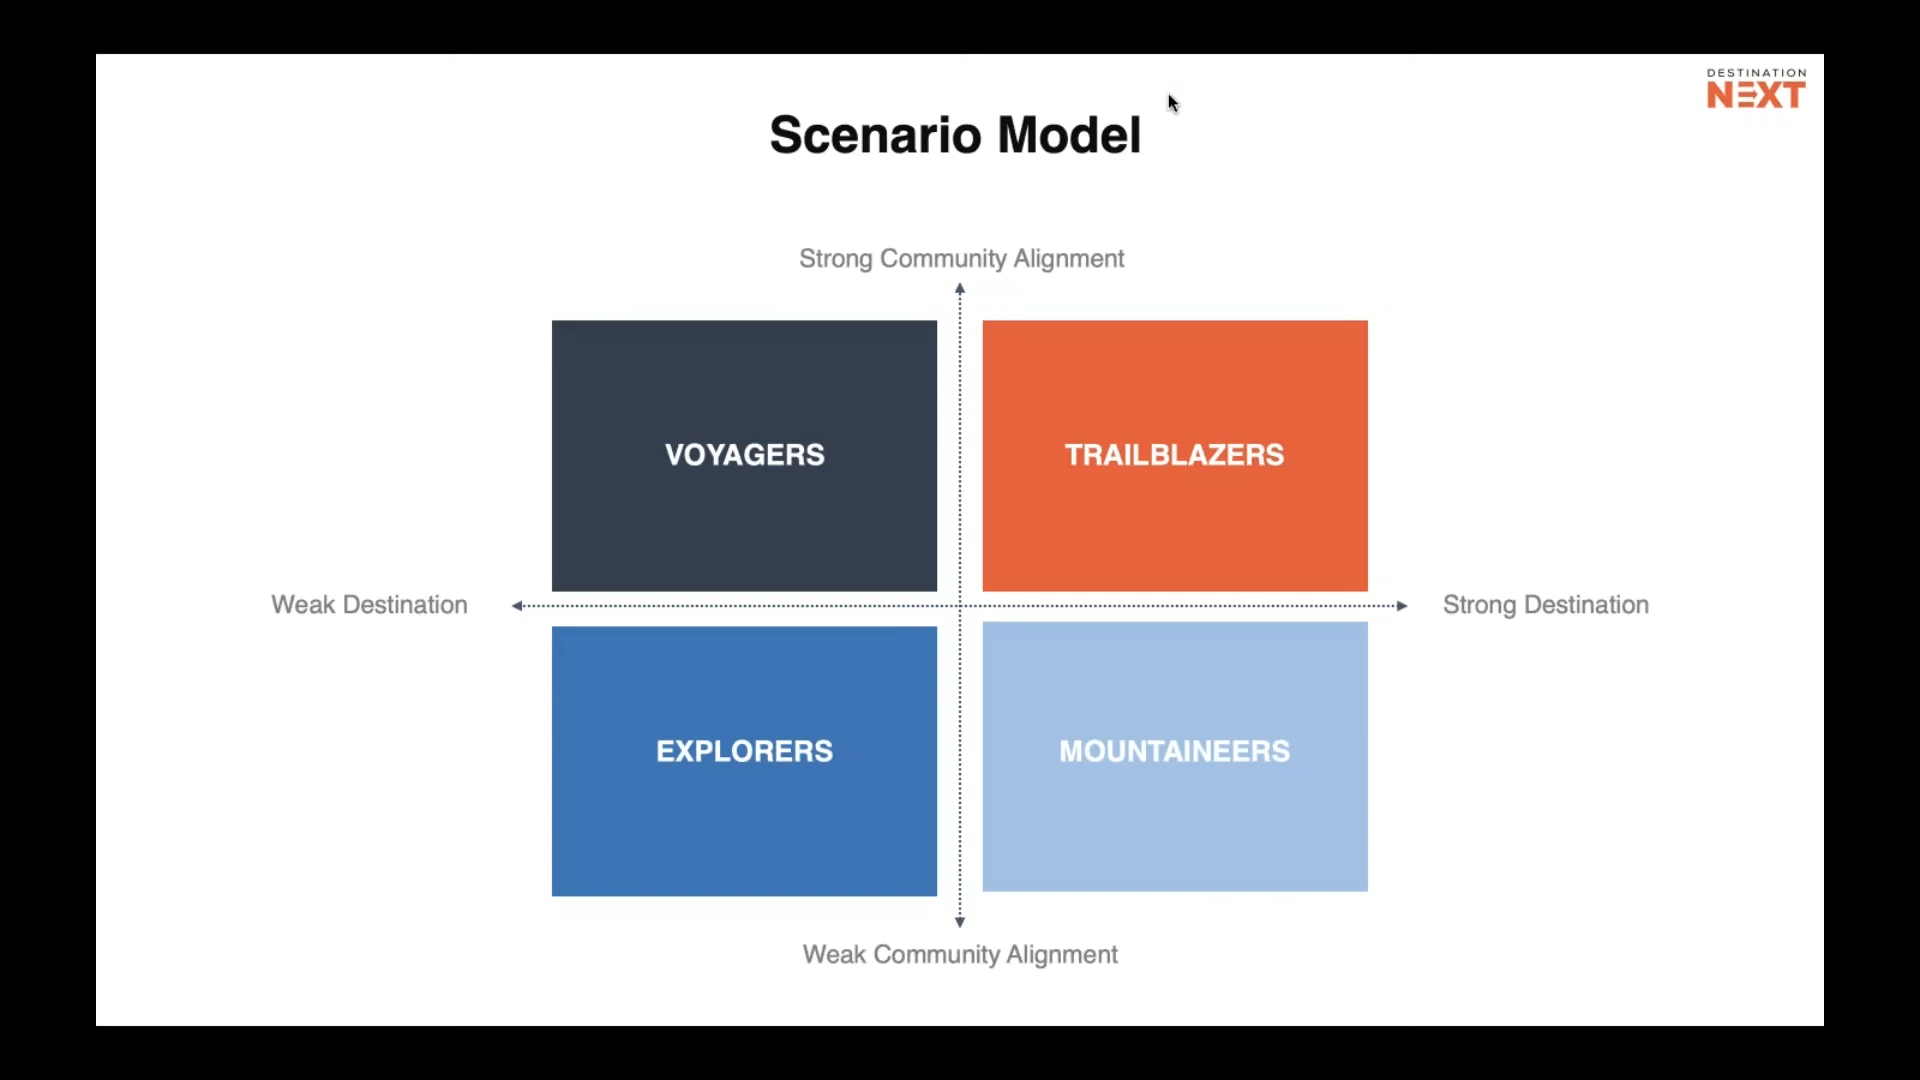 DESTINATION
NEXT
Scenario Model
Strong Community Alignment
VOYAGERS
TRAILBLAZERS
Weak Destination
Strong Destination
EXPLORERS
MOUNTAINEERS
Weak Community Alignment